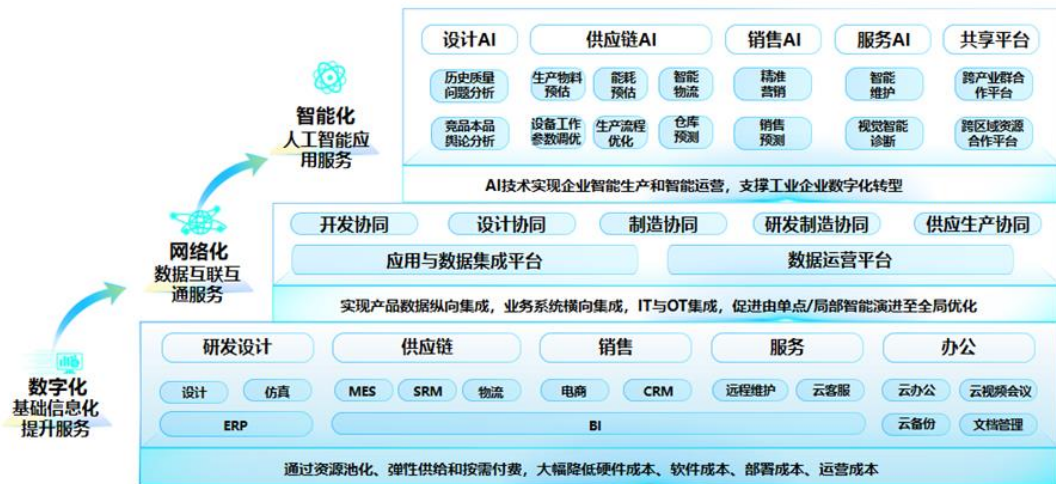 设计AI 供应链AI 销售AI 服务AI 共享平台
历史质量
问题分析
生产物料
预估
能耗
预估
智能
物流
精准
营销
智能
维护
跨产业群合
作平台
竞品本品
舆论分析
设备工作
参数调优
生产流程
优化
仓库
预测
销售
预测
视觉智能
诊断
跨区域资源
合作平台
AI技术实现企业智能生产和智能运营，支撑工业企业数字化转型
智能化
人工智能应
用服务
开发协同 设计协同 制造协同 研发制造协同 供应生产协同
应用与数据集成平台 数据运营平台
实现产品数据纵向集成，业务系统横向集成，IT与OT集成，促进由单点/局部智能演进至全局优化
网络化
数据互联互
通服务
研发设计 供应链 销售 服务 办公
设计 仿真 MES SRM 物流 电商 CRM 远程维护 云客服 云办公 云视频会议
ERP BI 云备份 文档管理
通过资源池化、弹性供给和按需付费，大幅降低硬件成本、软件成本、部署成本、运营成本
数字化
基础信息化
提升服务